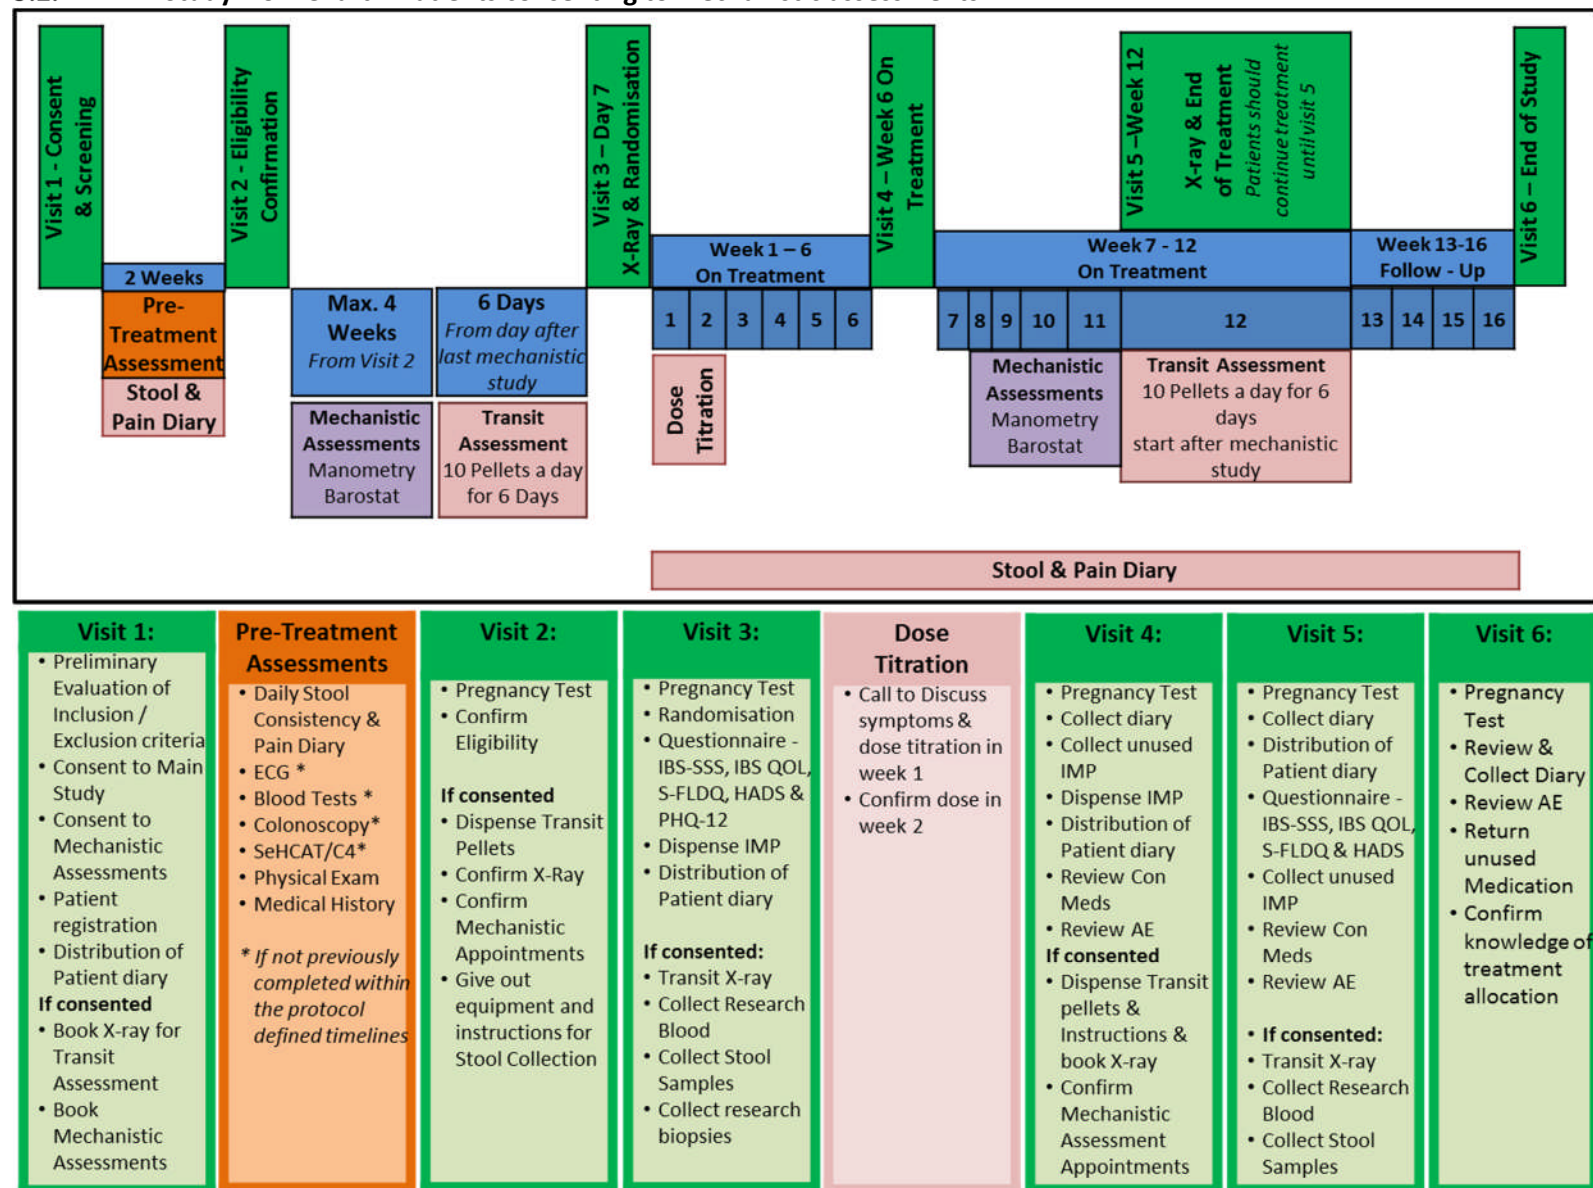 Visit 1 - Consent
& Screening
Visit 2 - Eligibility
Confirmation
Visit 3 – Day 7
X-Ray & Randomisation
Visit 4 – Week 6 On
Treatment
Visit 5 –Week 12
X-ray & End
of Treatment
Patients should
continue treatment
until visit 5
Visit 6 – End of Study
2 Weeks
Pre-
Treatment
Assessment
Stool &
Pain Diary
Max. 4
Weeks
From Visit 2
Mechanistic
Assessments
Manometry
Barostat
6 Days
From day after
last mechanistic
study
Transit
Assessment
10 Pellets a day
for 6 Days
Week 1 – 6
On Treatment
1 2 3 4 5 6
Dose
Titration
Week 7 - 12
On Treatment
7 8 9 10 11 12
Mechanistic
Assessments
Manometry
Barostat
Transit Assessment
10 Pellets a day for 6
days
start after mechanistic
study
Week 13-16
Follow - Up
13 14 15 16
Stool & Pain Diary
Visit 1:
• Preliminary
Evaluation of
Inclusion /
Exclusion criteria
• Consent to Main
Study
• Consent to
Mechanistic
Assessments
• Patient
registration
• Distribution of
Patient diary
If consented
• Book X-ray for
Transit
Assessment
• Book
Mechanistic
Assessments
Pre-Treatment
Assessments
• Daily Stool
Consistency &
Pain Diary
• ECG *
• Blood Tests *
• Colonoscopy*
• SeHCAT/C4*
• Physical Exam
• Medical History
* If not previously
completed within
the protocol
defined timelines
Visit 2:
• Pregnancy Test
• Confirm
Eligibility
If consented
• Dispense Transit
Pellets
• Confirm X-Ray
• Confirm
Mechanistic
Appointments
• Give out
equipment and
instructions for
Stool Collection
Visit 3:
• Pregnancy Test
• Randomisation
• Questionnaire -
IBS-SSS, IBS QOL,
S-FLDQ, HADS &
PHQ-12
• Dispense IMP
• Distribution of
Patient diary
If consented:
• Transit X-ray
• Collect Research
Blood
• Collect Stool
Samples
• Collect research
biopsies
Dose
Titration
• Call to Discuss
symptoms &
dose titration in
week 1
• Confirm dose in
week 2
Visit 4:
• Pregnancy Test
• Collect diary
• Collect unused
IMP
• Dispense IMP
• Distribution of
Patient diary
• Review Con
Meds
• Review AE
If consented
• Dispense Transit
pellets &
Instructions &
book X-ray
• Confirm
Mechanistic
Assessment
Appointments
Visit 5:
• Pregnancy Test
• Collect diary
• Distribution of
Patient diary
• Questionnaire -
IBS-SSS, IBS QOL,
S-FLDQ & HADS
• Collect unused
IMP
• Review Con
Meds
• Review AE
• If consented:
• Transit X-ray
• Collect Research
Blood
• Collect Stool
Samples
Visit 6:
• Pregnancy
Test
• Review &
Collect Diary
• Review AE
• Return
unused
Medication
• Confirm
knowledge of
treatment
allocation